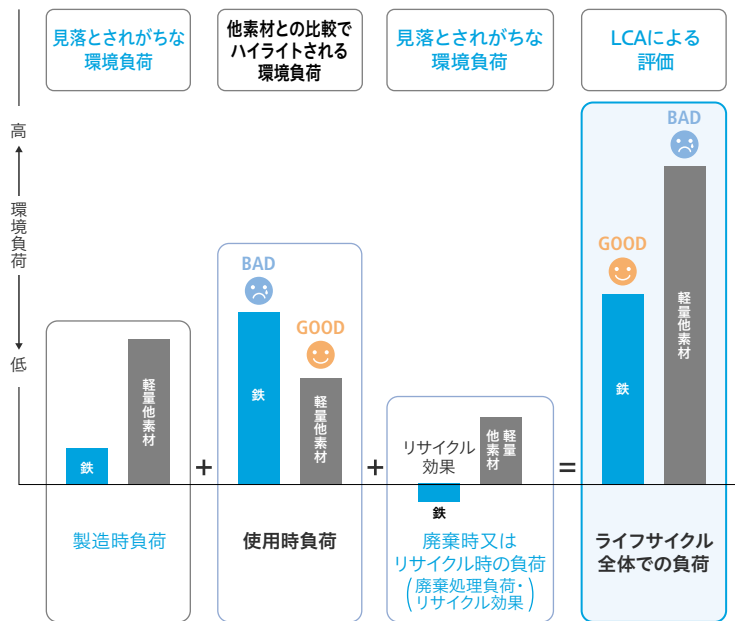 見落とされがちな
環境負荷
他素材との比較で
ハイライトされる
環境負荷
見落とされがちな
環境負荷
LCAによる
評価
高
環境負荷
低
鉄
軽量他素材
製造時負荷
+
BAD
鉄
GOOD
軽量他素材
使用時負荷
+
リサイクル
効果
鉄
軽量
他素材
廃棄時又は
リサイクル時の負荷
(廃棄処理負荷・
リサイクル効果)
=
GOOD
鉄
BAD
軽量他素材
ライフサイクル
全体での負荷